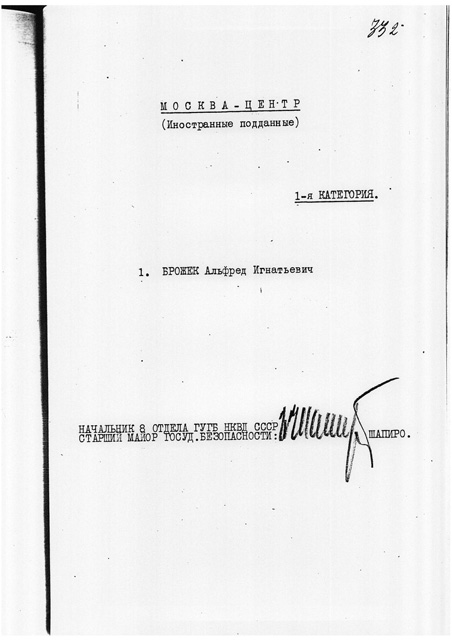 332
МОСКВА-ЦЕНТР
(Иностранные подданные)
1-я КАТЕГОРИЯ.
1. БРОЖЕК Альфред Игнатьевич
НАЧАЛЬНИК 8 ОТДЕЛА ГУГБ НКВД СССР
СТАРШИЙ МАЙОР ГОСУД.БЕЗОПАСНОСТИ: ШАПИРО.